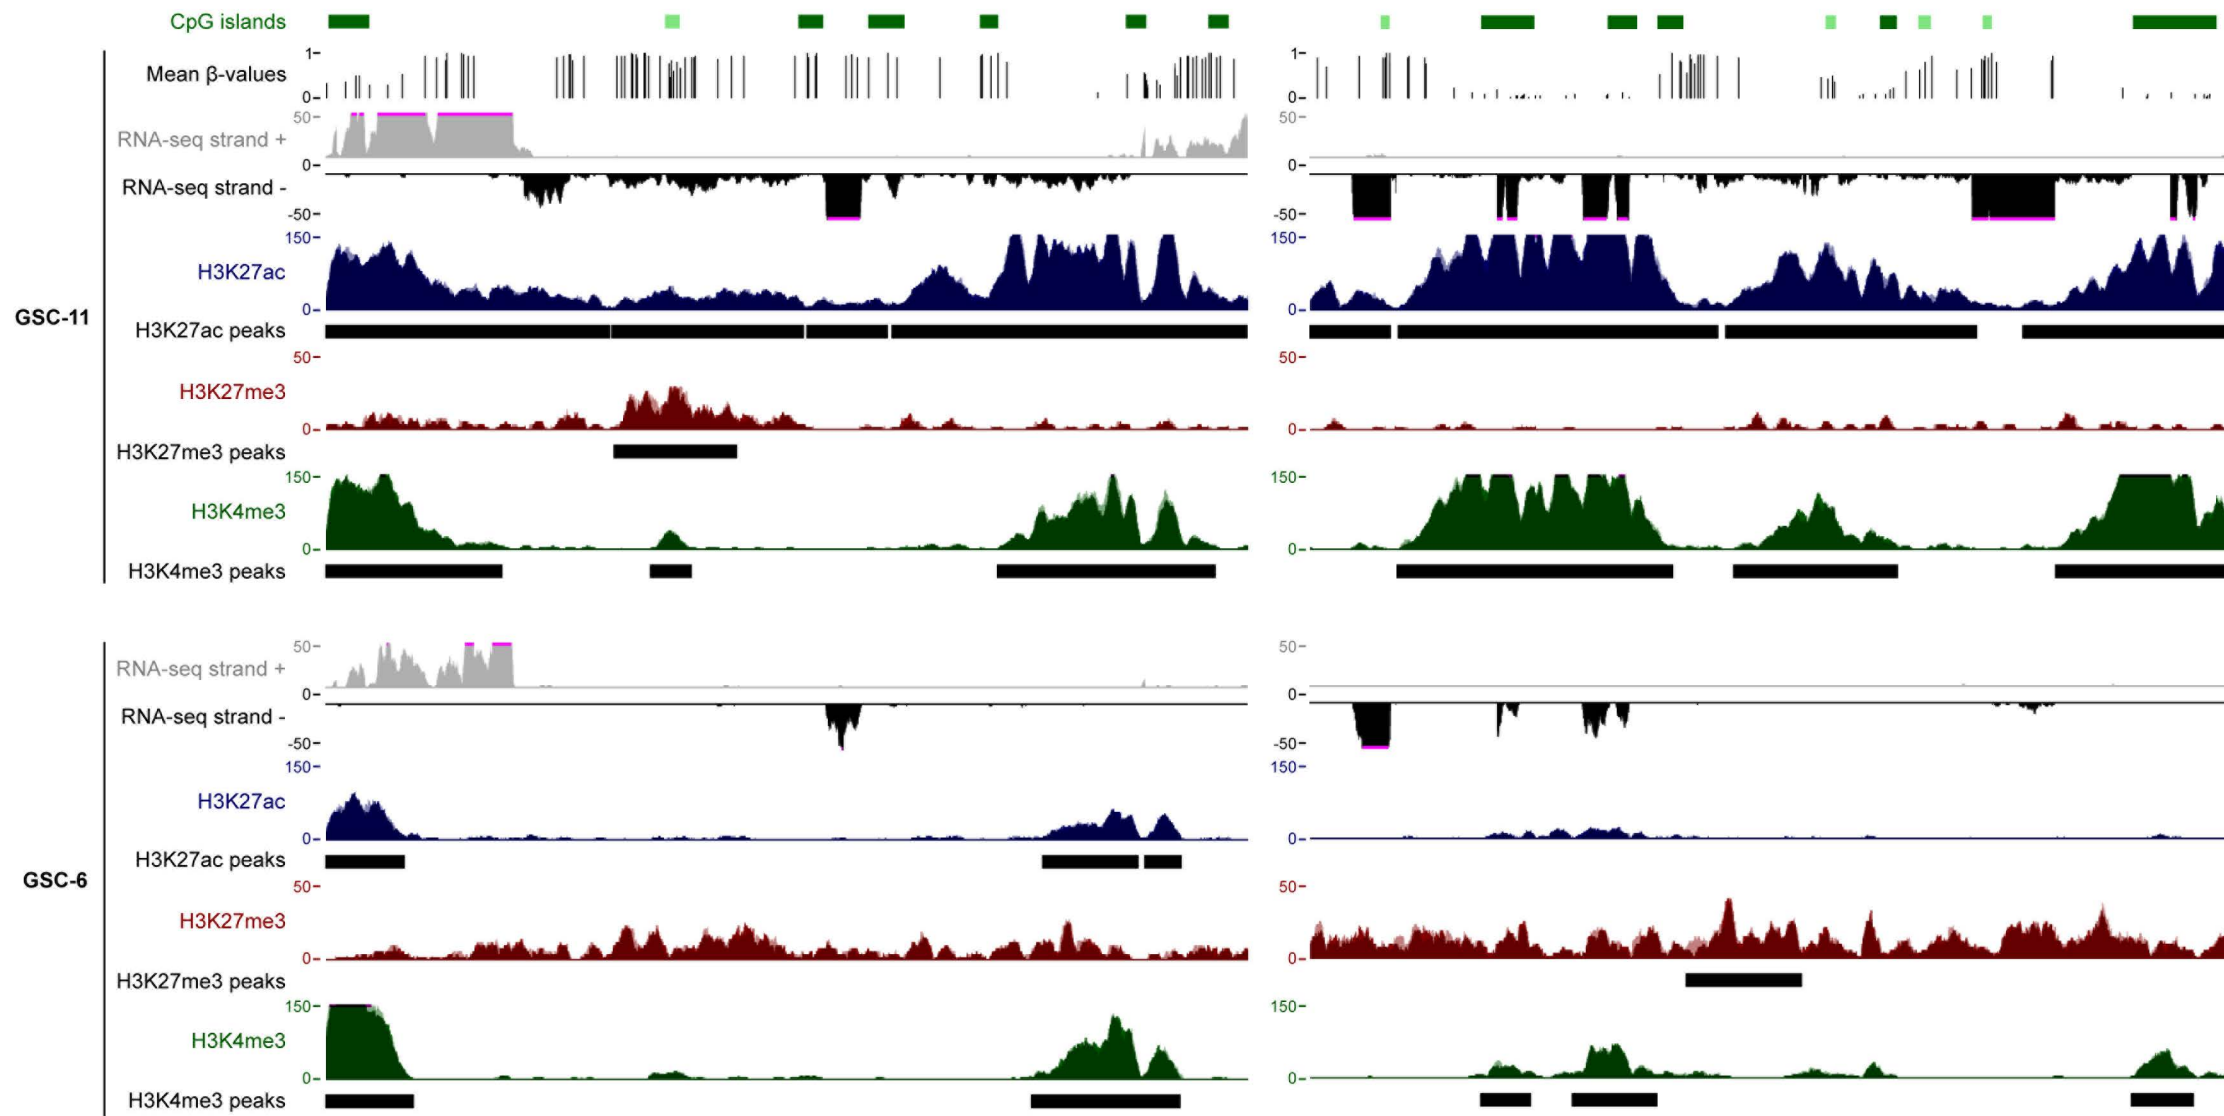 CpG islands
Mean β-values 1- 1-
0- 0-
RNA-seq strand + 50- 50-
0- 0-
RNA-seq strand -
-50- -50-
150- 150-
H3K27ac
0- 0-
GSC-11
H3K27ac peaks
50- 50-
H3K27me3
0- 0-
H3K27me3 peaks
150- 150-
H3K4me3
0- 0-
H3K4me3 peaks
50- 50-
RNA-seq strand +
0- 0-
RNA-seq strand -
-50- -50-
150- 150-
H3K27ac
0- 0-
H3K27ac peaks
GSC-6
50- 50-
H3K27me3
0- 0-
H3K27me3 peaks
150- 150-
H3K4me3
0- 0-
H3K4me3 peaks